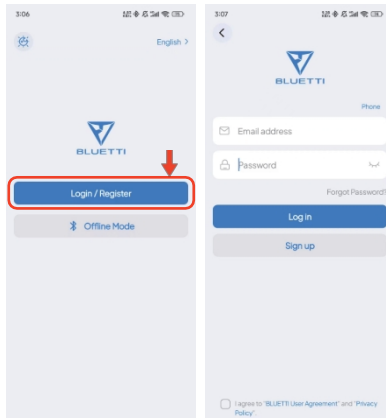 3:06
English >
BLUETTI
Login / Register
Offline Mode
3:07
BLUETTI
Phone
Email address
Password
Forgot Password?
Log in
Sign up
I agree to "BLUETTI User Agreement" and "Privacy
Policy".